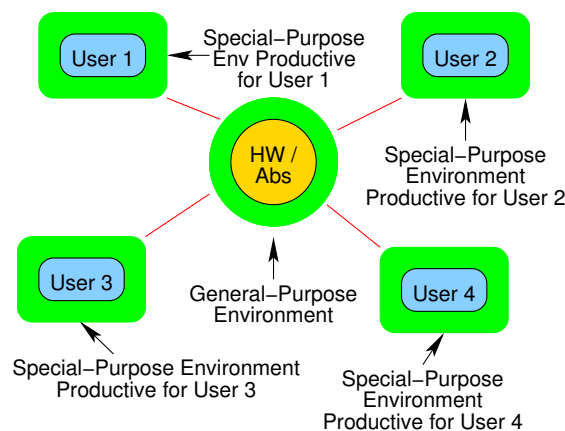 User 1
Special−Purpose
Env Productive
for User 1
User 2
Special−Purpose
Environment
Productive for User 2
HW /
Abs
General−Purpose
Environment
User 3
Special−Purpose Environment
Productive for User 3
User 4
Special−Purpose
Environment
Productive for User 4